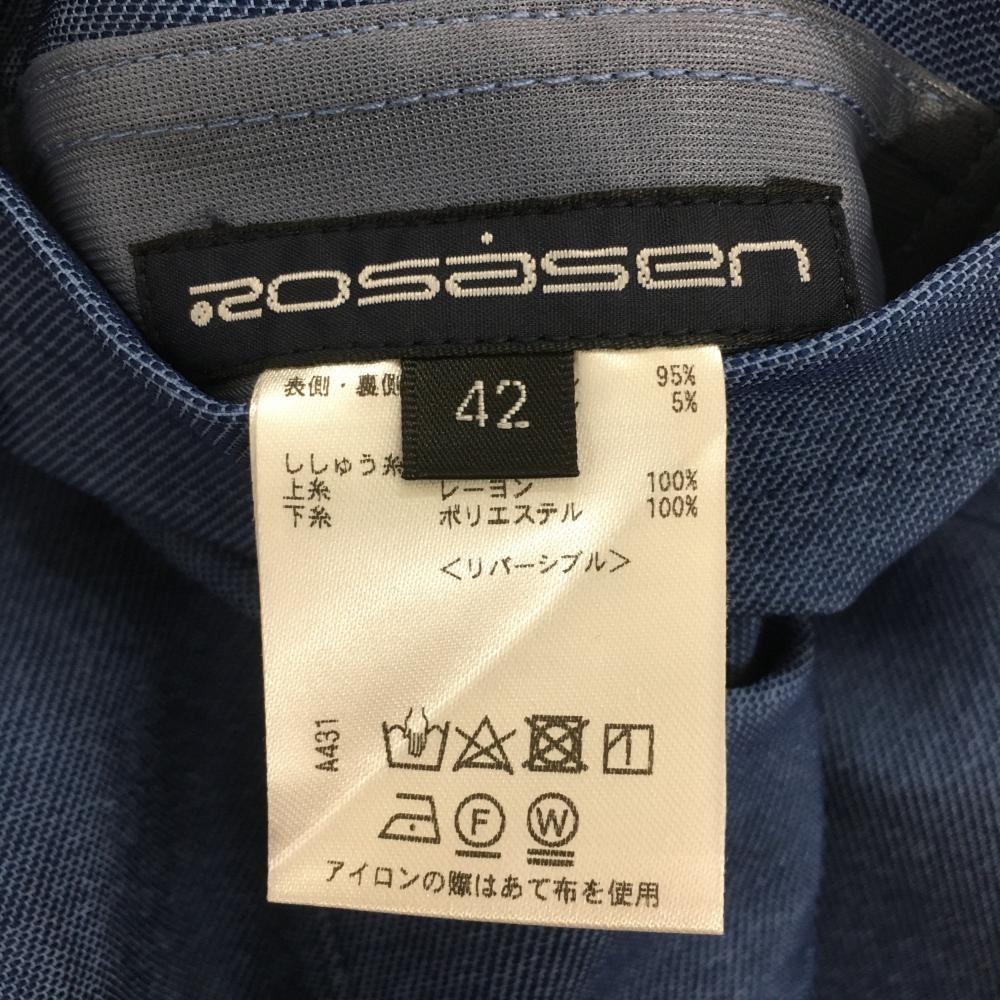 rosasen
42
表側・裏側 95%
5%
ししゅう糸
上糸 レーヨン 100%
下糸 ポリエステル 100%
<リバーシブル>
A431
F W
アイロンの際はあて布を使用